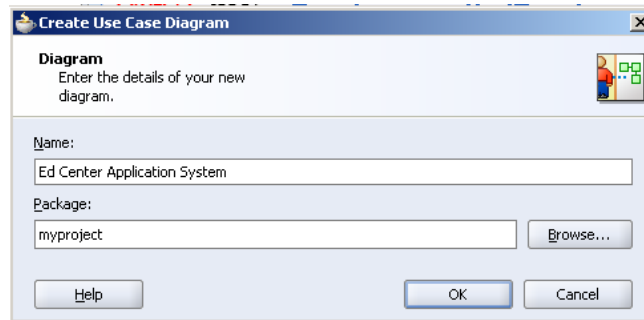 Create Use Case Diagram
Diagram
Enter the details of your new
diagram.
Name:
Ed Center Application System
Package:
myproject
Browse...
Help
OK
Cancel